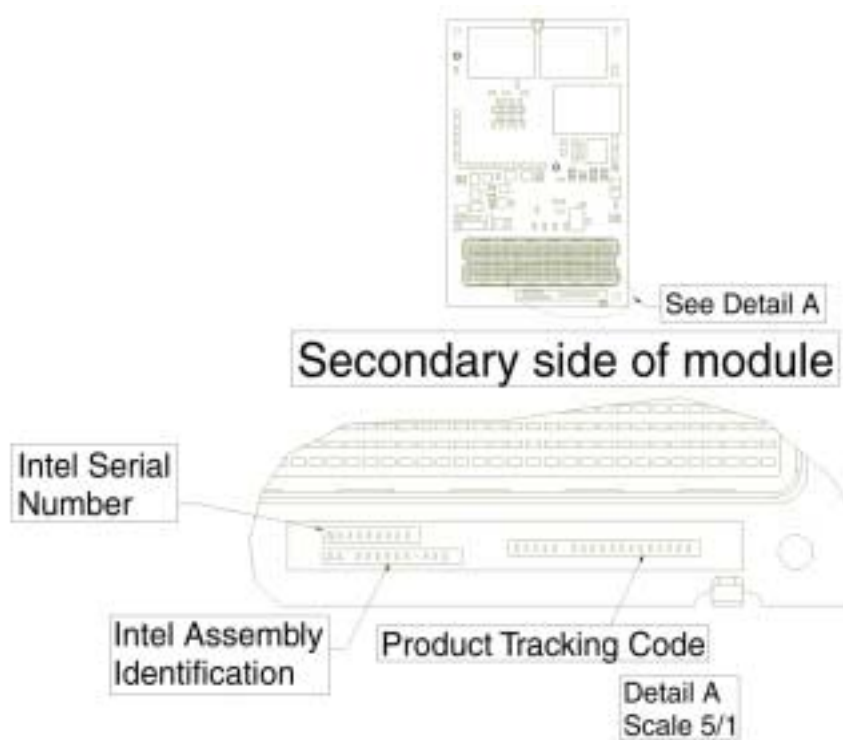 See Detail A
Secondary side of module
Intel Serial
Number
Intel Assembly
Identification
Product Tracking Code
Detail A
Scale 5/1